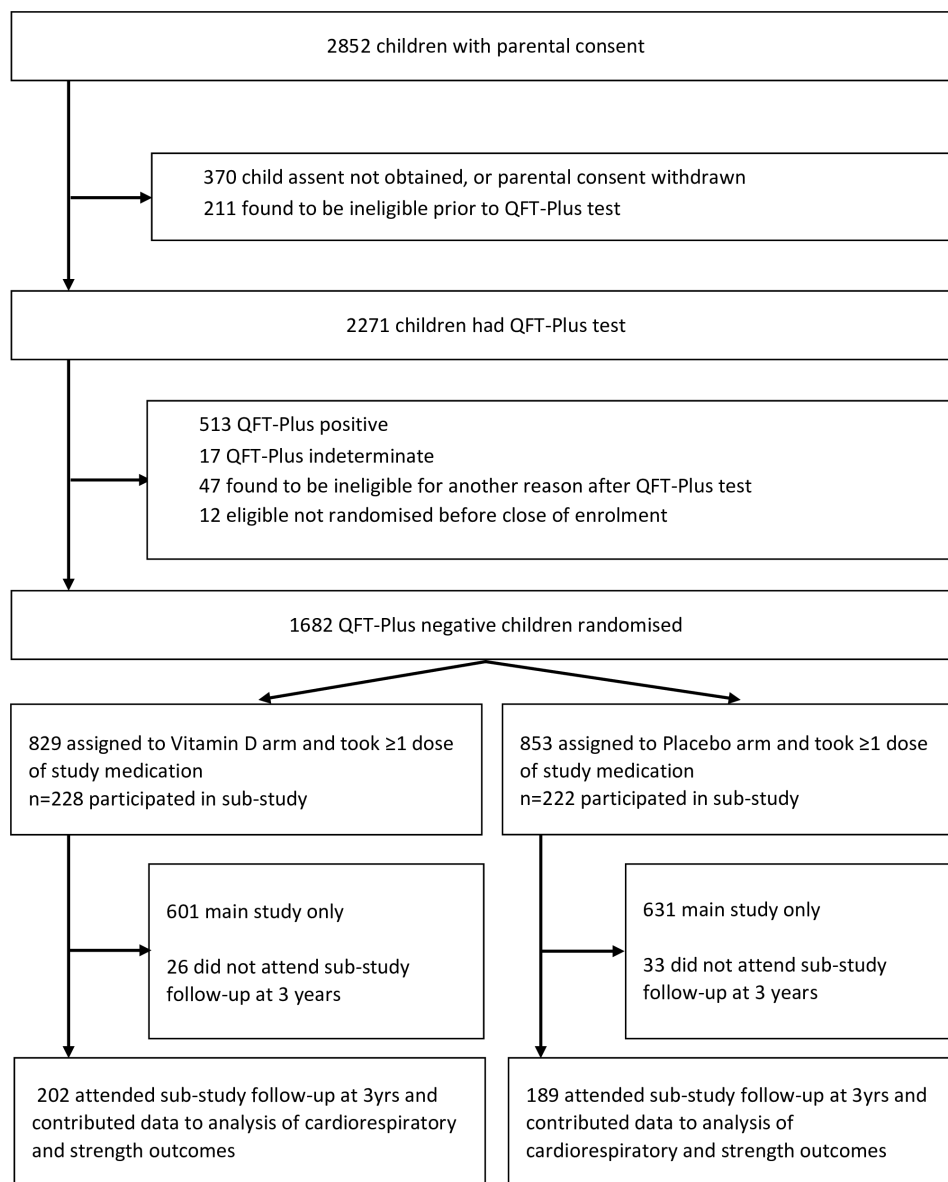 2852 children with parental consent
370 child assent not obtained, or parental consent withdrawn
211 found to be ineligible prior to QFT-Plus test
2271 children had QFT-Plus test
513 QFT-Plus positive
17 QFT-Plus indeterminate
47 found to be ineligible for another reason after QFT-Plus test
12 eligible not randomised before close of enrolment
1682 QFT-Plus negative children randomised
829 assigned to Vitamin D arm and took ≥1 dose
of study medication
n=228 participated in sub-study
853 assigned to Placebo arm and took ≥1 dose
of study medication
n=222 participated in sub-study
601 main study only
26 did not attend sub-study
follow-up at 3 years
631 main study only
33 did not attend sub-study
follow-up at 3 years
202 attended sub-study follow-up at 3yrs and
contributed data to analysis of cardiorespiratory
and strength outcomes
189 attended sub-study follow-up at 3yrs and
contributed data to analysis of
cardiorespiratory and strength outcomes